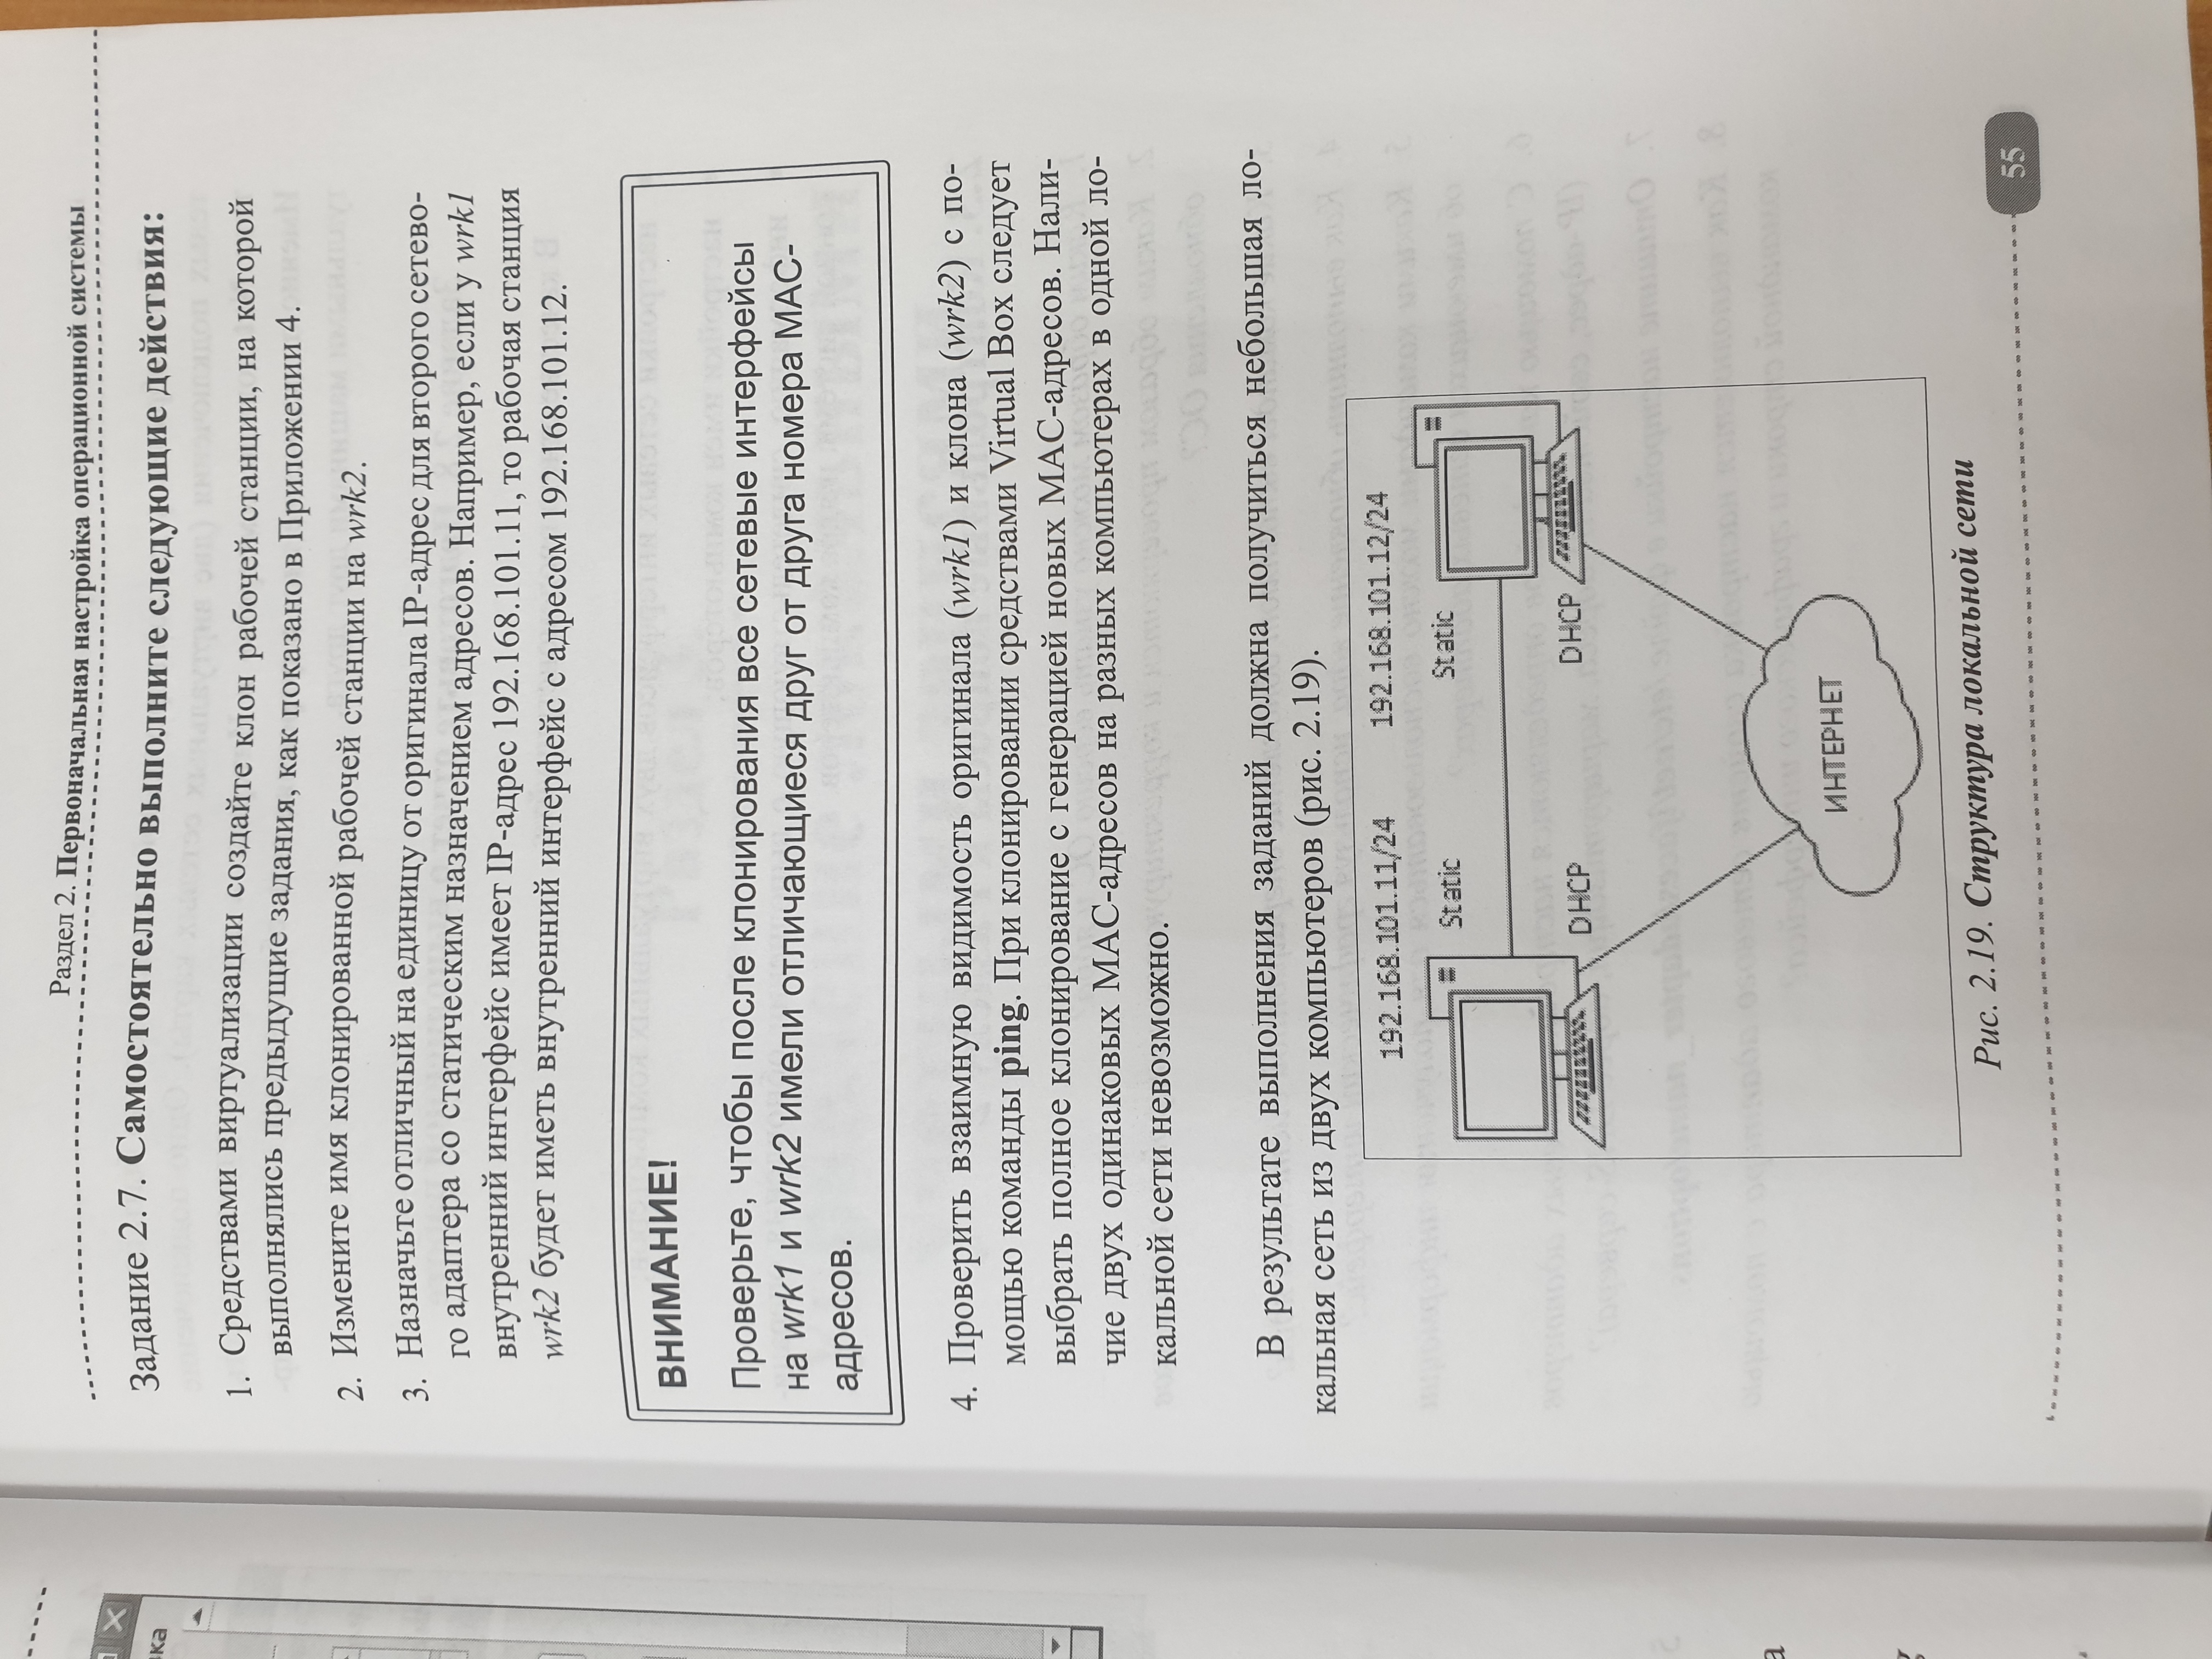 Раздел 2. Первоначальная настройка операционной системы
Задание 2.7. Самостоятельно выполните следующие действия:
1. Средствами виртуализации создайте клон рабочей станции, на которой
выполнялись предыдущие задания, как показано в Приложении 4.
2. Измените имя клонированной рабочей станции на wrk2.
3. Назначьте отличный на единицу от оригинала IP-адрес для второго сетево-
го адаптера со статическим назначением адресов. Например, если у wrk1
внутренний интерфейс имеет IP-адрес 192.168.101.11, то рабочая станция
wrk2 будет иметь внутренний интерфейс с адресом 192.168.101.12.
ВНИМАНИЕ!
Проверьте, чтобы после клонирования все сетевые интерфейсы
на wrk1 и wrk2 имели отличающиеся друг от друга номера MAC-
адресов.
4. Проверить взаимную видимость оригинала (wrk1) и клона (wrk2) с по-
мощью команды ping. При клонировании средствами Virtual Box следует
выбрать полное клонирование с генерацией новых MAC-адресов. Нали-
чие двух одинаковых MAC-адресов на разных компьютерах в одной ло-
кальной сети невозможно.
В результате выполнения заданий должна получиться небольшая ло-
кальная сеть из двух компьютеров (рис. 2.19).
192.168.101.11/24 192.168.101.12/24
Static Static
DHCP DHCP
ИНТЕРНЕТ
Рис. 2.19. Структура локальной сети
55